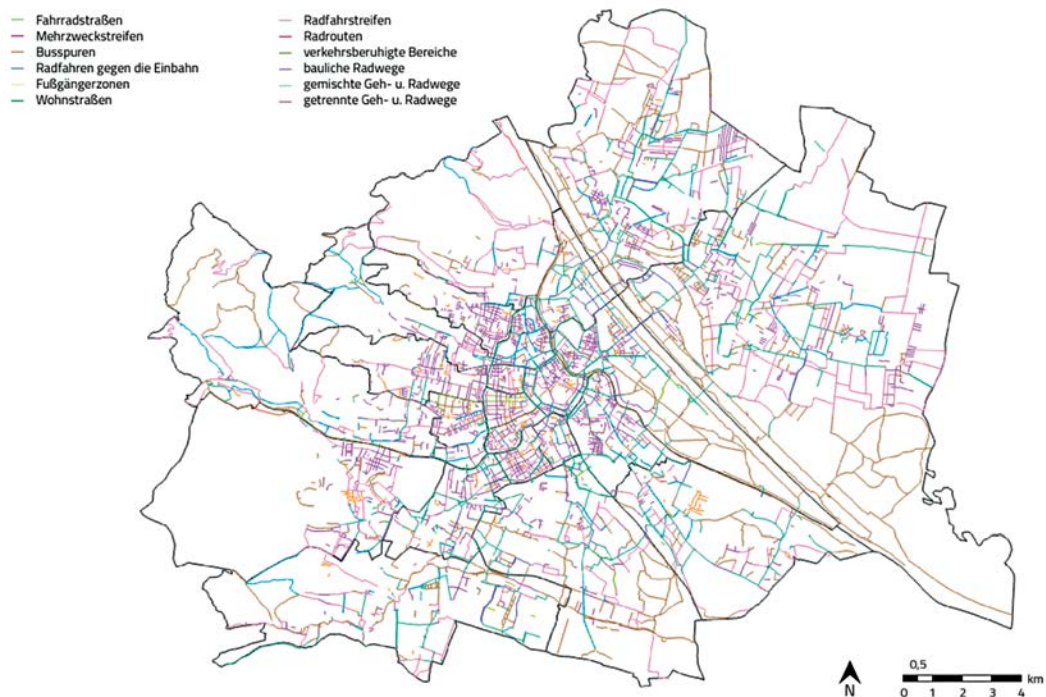 Fahrradstraßen
Mehrzweckstreifen
Busspuren
Radfahren gegen die Einbahn
Fußgängerzonen
Wohnstraßen
Radfahrstreifen
Radrouten
verkehrsberuhigte Bereiche
bauliche Radwege
gemischte Geh- u. Radwege
getrennte Geh- u. Radwege
N
0,5
km
0 1 2 3 4